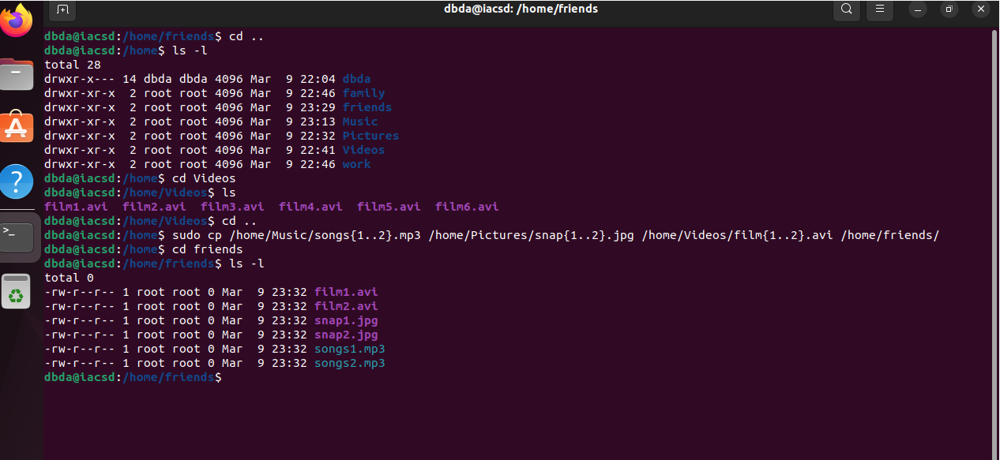 dbda@iacsd: /home/friends
dbda@iacsd:/home/friends$ cd ..
dbda@iacsd:/home$ ls -l
total 28
drwxr-x--- 14 dbda dbda 4096 Mar  9 22:04 dbda
drwxr-xr-x  2 root root 4096 Mar  9 22:46 family
drwxr-xr-x  2 root root 4096 Mar  9 23:29 friends
drwxr-xr-x  2 root root 4096 Mar  9 23:13 Music
drwxr-xr-x  2 root root 4096 Mar  9 22:32 Pictures
drwxr-xr-x  2 root root 4096 Mar  9 22:41 Videos
drwxr-xr-x  2 root root 4096 Mar  9 22:46 work
dbda@iacsd:/home$ cd Videos
dbda@iacsd:/home/Videos$ ls
film1.avi  film2.avi  film3.avi  film4.avi  film5.avi  film6.avi
dbda@iacsd:/home/Videos$ cd ..
dbda@iacsd:/home$ sudo cp /home/Music/songs{1..2}.mp3 /home/Pictures/snap{1..2}.jpg /home/Videos/film{1..2}.avi /home/friends/
dbda@iacsd:/home$ cd friends
dbda@iacsd:/home/friends$ ls -l
total 0
-rw-r--r-- 1 root root 0 Mar  9 23:32 film1.avi
-rw-r--r-- 1 root root 0 Mar  9 23:32 film2.avi
-rw-r--r-- 1 root root 0 Mar  9 23:32 snap1.jpg
-rw-r--r-- 1 root root 0 Mar  9 23:32 snap2.jpg
-rw-r--r-- 1 root root 0 Mar  9 23:32 songs1.mp3
-rw-r--r-- 1 root root 0 Mar  9 23:32 songs2.mp3
dbda@iacsd:/home/friends$